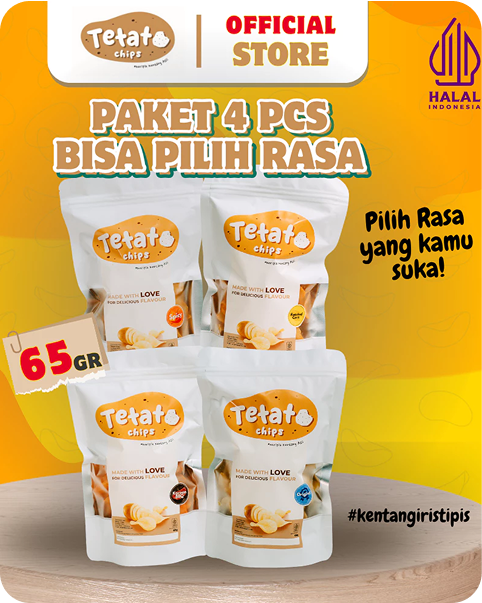 Tetato
chips
OFFICIAL
STORE
HALAL
INDONESIA
PAKET 4 PCS
BISA PILIH RASA
Pilih Rasa
yang kamu
suka!
65GR
Tetato
chips
MADE WITH LOVE
FOR DELICIOUS FLAVOUR
Spicy
Tetato
chips
MADE WITH LOVE
FOR DELICIOUS FLAVOUR
Tetato
chips
MADE WITH LOVE
FOR DELICIOUS FLAVOUR
Tetato
chips
MADE WITH LOVE
FOR DELICIOUS FLAVOUR
Original
#kentangiristipis